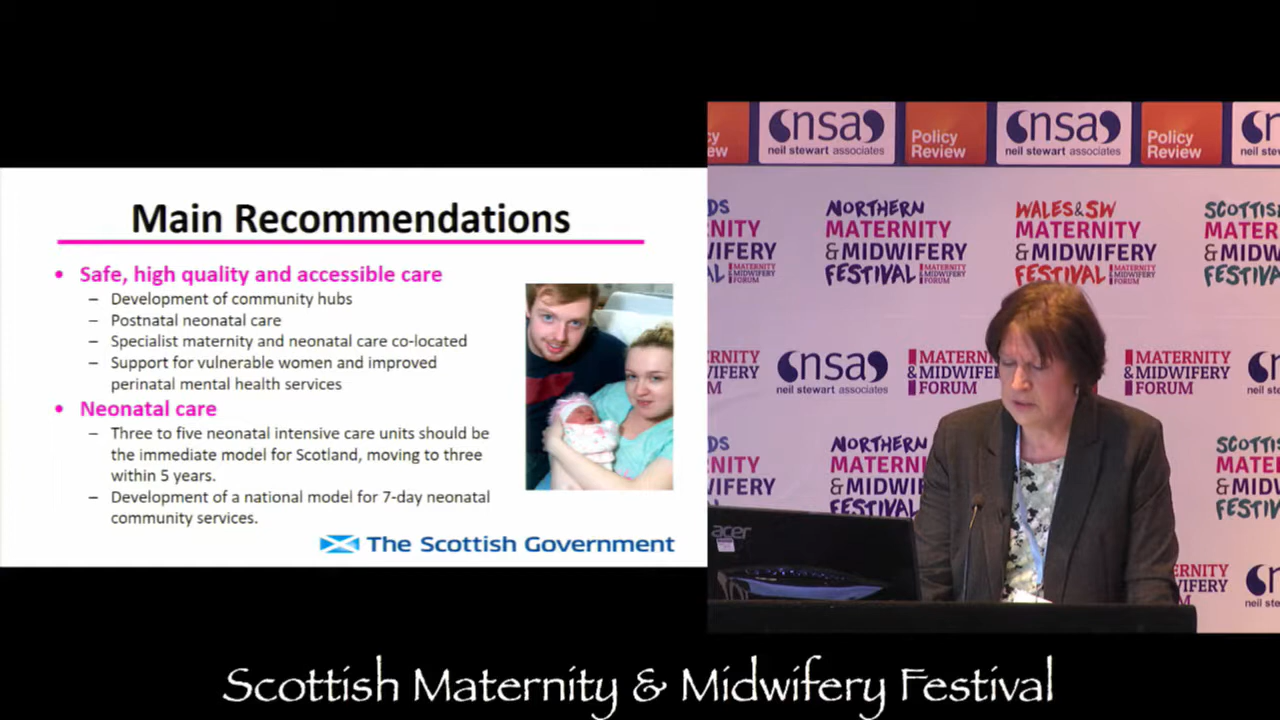 Main Recommendations
• Safe, high quality and accessible care
– Development of community hubs
– Postnatal neonatal care
– Specialist maternity and neonatal care co-located
– Support for vulnerable women and improved
perinatal mental health services
• Neonatal care
– Three to five neonatal intensive care units should be
the immediate model for Scotland, moving to three
within 5 years.
– Development of a national model for 7-day neonatal
community services.
The Scottish Government
nsa
neil stewart associates
Policy
Review
nsa
neil stewart associates
Policy
Review
NORTHERN
MATERNITY
& MIDWIFERY
FESTIVAL
MATERNITY
& MIDWIFERY
FORUM
WALES & SW
MATERNITY
& MIDWIFERY
FESTIVAL
MATERNITY
& MIDWIFERY
FORUM
nsa
neil stewart associates
MATERNITY
& MIDWIFERY
FORUM
NORTHERN
FESTIVAL
acer
Scottish Maternity & Midwifery Festival